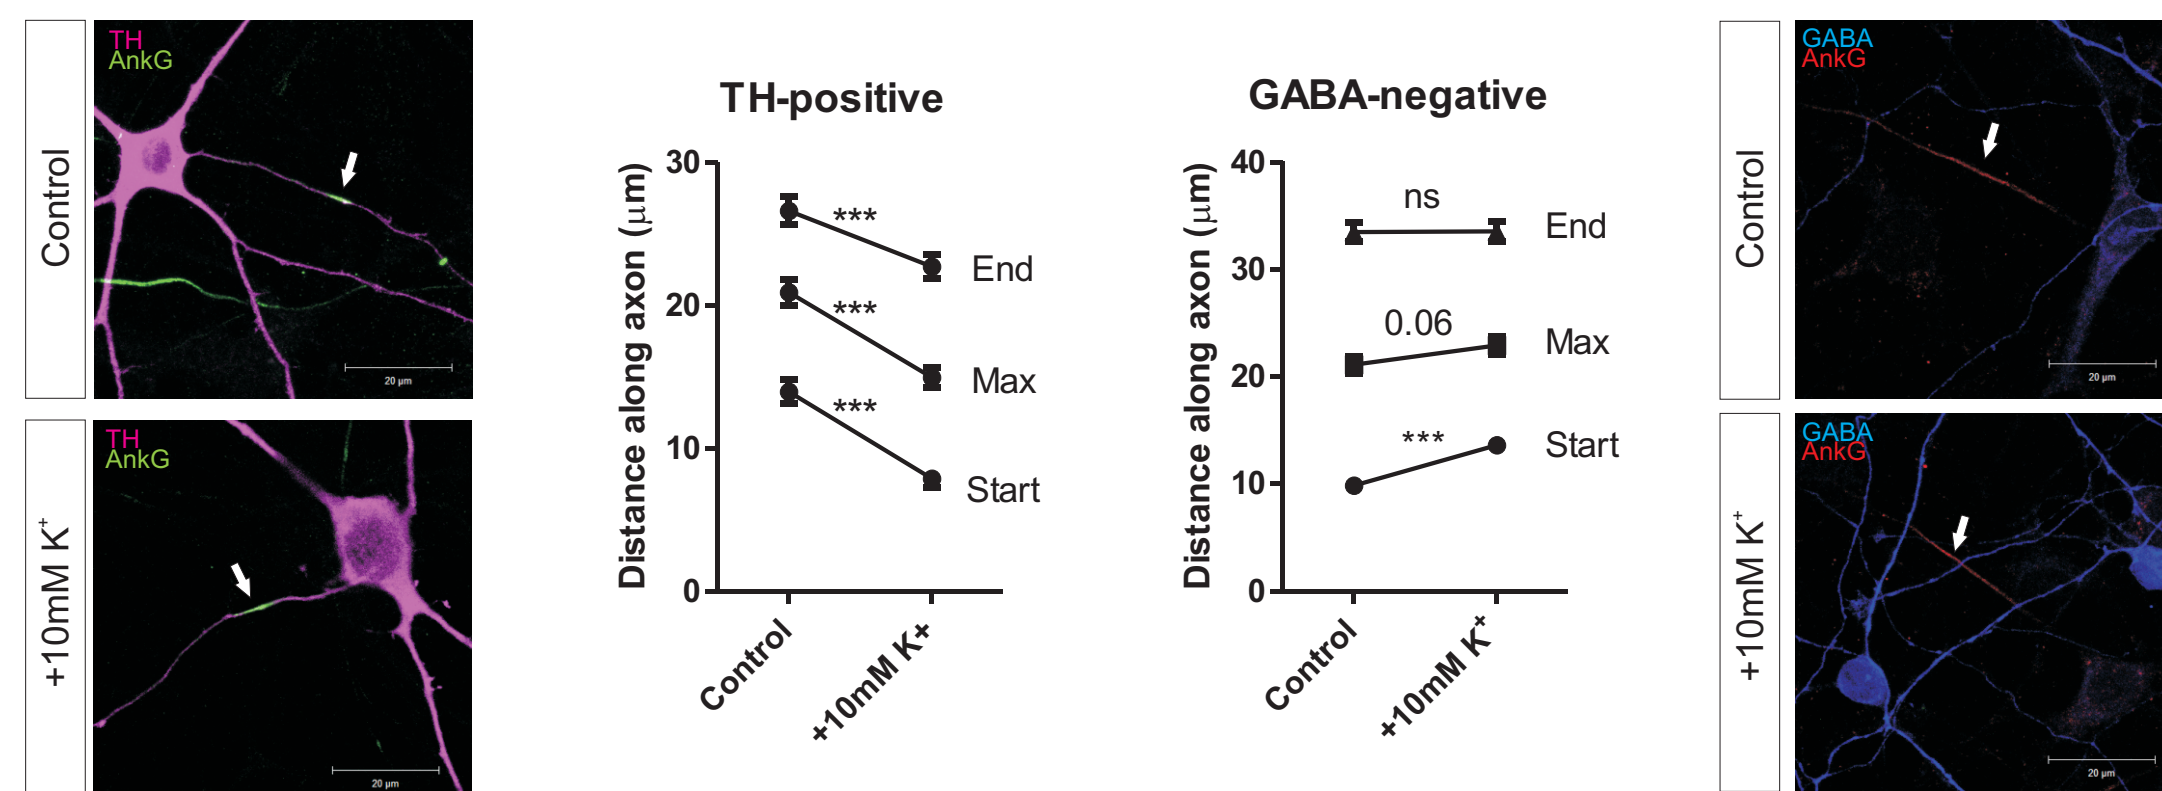 Control
TH
AnkG
20 µm
+10mM K⁺
TH
AnkG
20 µm
TH-positive
Distance along axon (µm)
30
20
10
0
***
***
***
End
Max
Start
Control
+10mM K+
GABA-negative
Distance along axon (µm)
40
30
20
10
0
ns
0.06
***
End
Max
Start
Control
+10mM K⁺
Control
GABA
AnkG
20 µm
+10mM K⁺
GABA
AnkG
20 µm